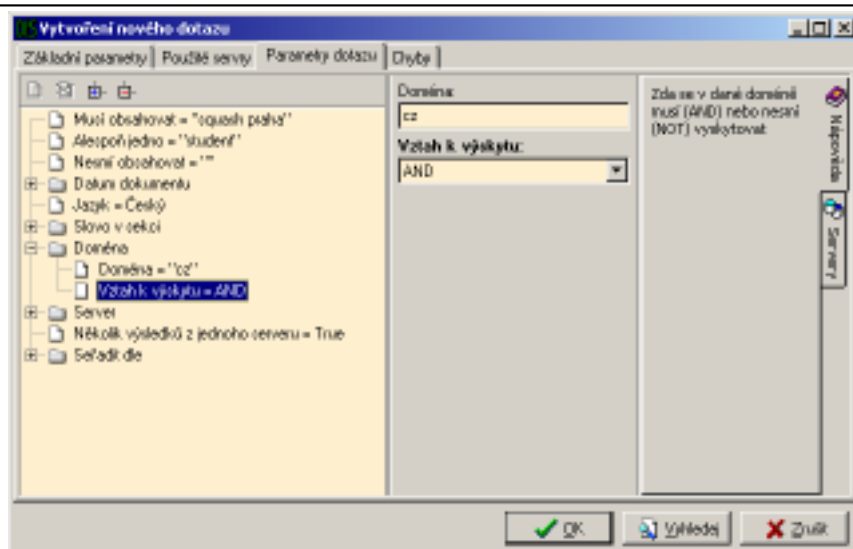 Vytvoření nového dotazu
Základní parametry
Použité servry
Parametry dotazu
Chyby
Musí obsahovat = "squash praha"
Alespoň jedno = "student"
Nesmí obsahovat = ""
Datum dokumentu
Jazyk = Český
Slovo v sekci
Doména
Doména = "cz"
Vztah k výskytu = AND
Server
Několik výsledků z jednoho serveru = True
Seřadit dle
Doména:
cz
Vztah k výskytu:
AND
Zda se v dané doméně
musí (AND) nebo nesmí
(NOT) vyskytovat
Nápověda
Servery
OK
Vyhledej
Zrušit